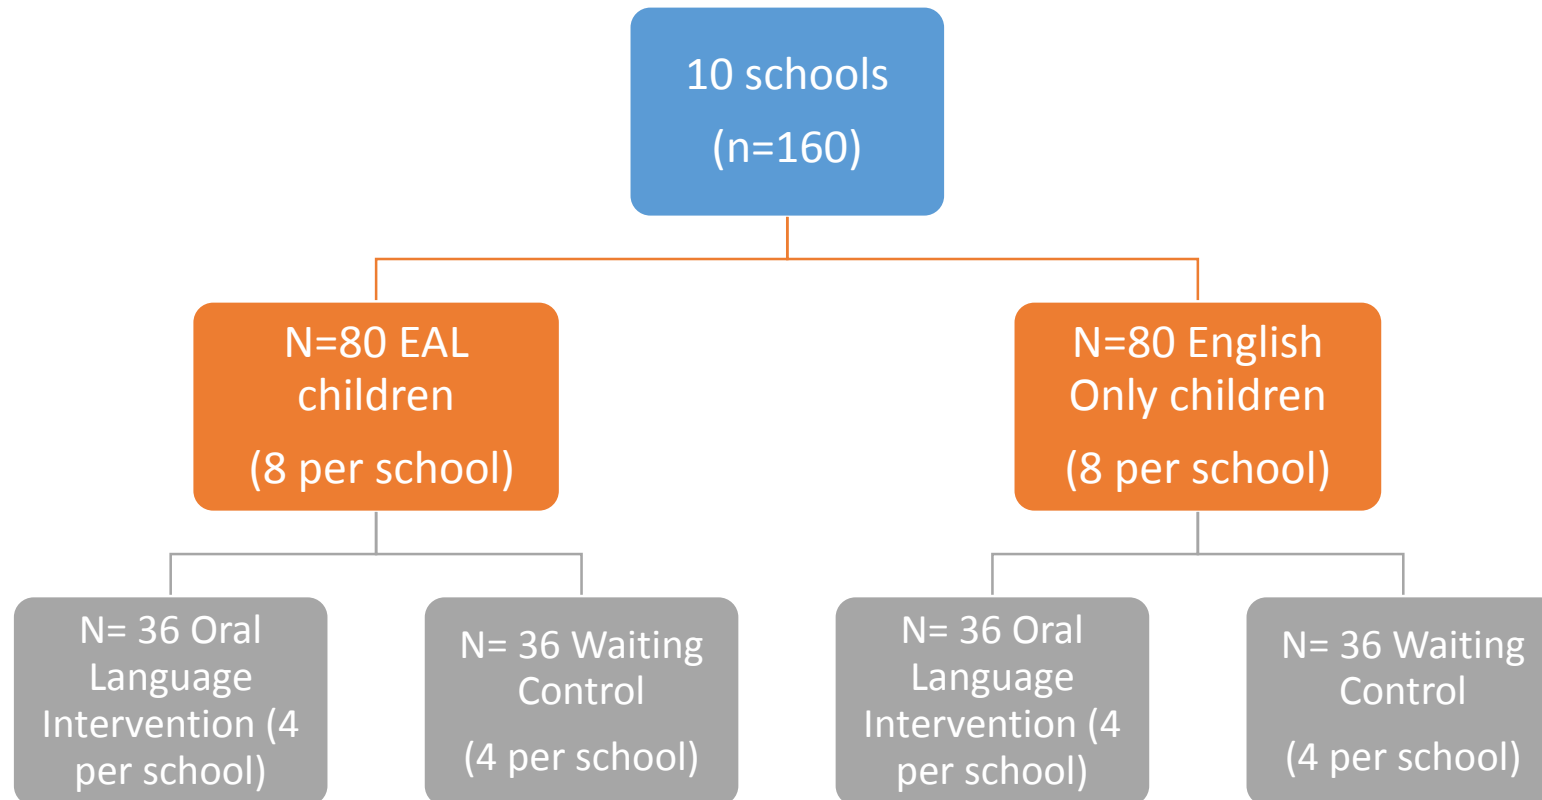 10 schools
(n=160)
N=80 EAL
children
(8 per school)
N=80 English
Only children
(8 per school)
N= 36 Oral
Language
Intervention (4
per school)
N= 36 Waiting
Control
(4 per school)
N= 36 Oral
Language
Intervention (4
per school)
N= 36 Waiting
Control
(4 per school)